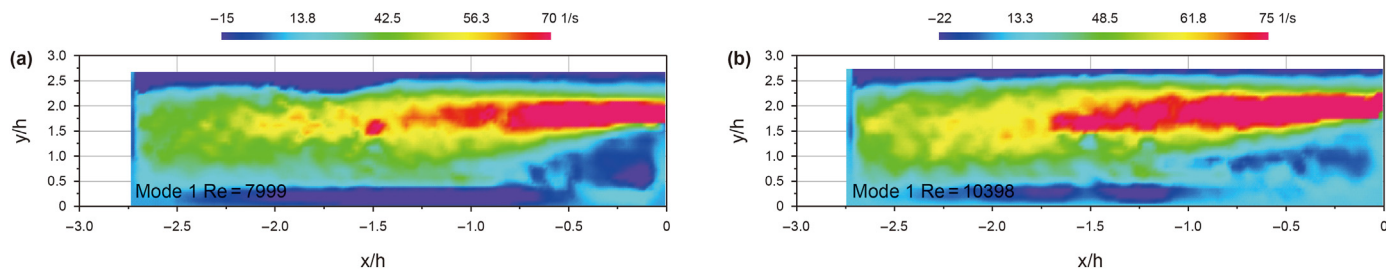 −15 13.8 42.5 56.3 70 1/s
(a)
3.0
2.5
2.0
1.5
1.0
0.5
0
y/h
Mode 1 Re = 7999
−3.0 −2.5 −2.0 −1.5 −1.0 −0.5 0
x/h
−22 13.3 48.5 61.8 75 1/s
(b)
3.0
2.5
2.0
1.5
1.0
0.5
0
y/h
Mode 1 Re = 10398
−3.0 −2.5 −2.0 −1.5 −1.0 −0.5 0
x/h